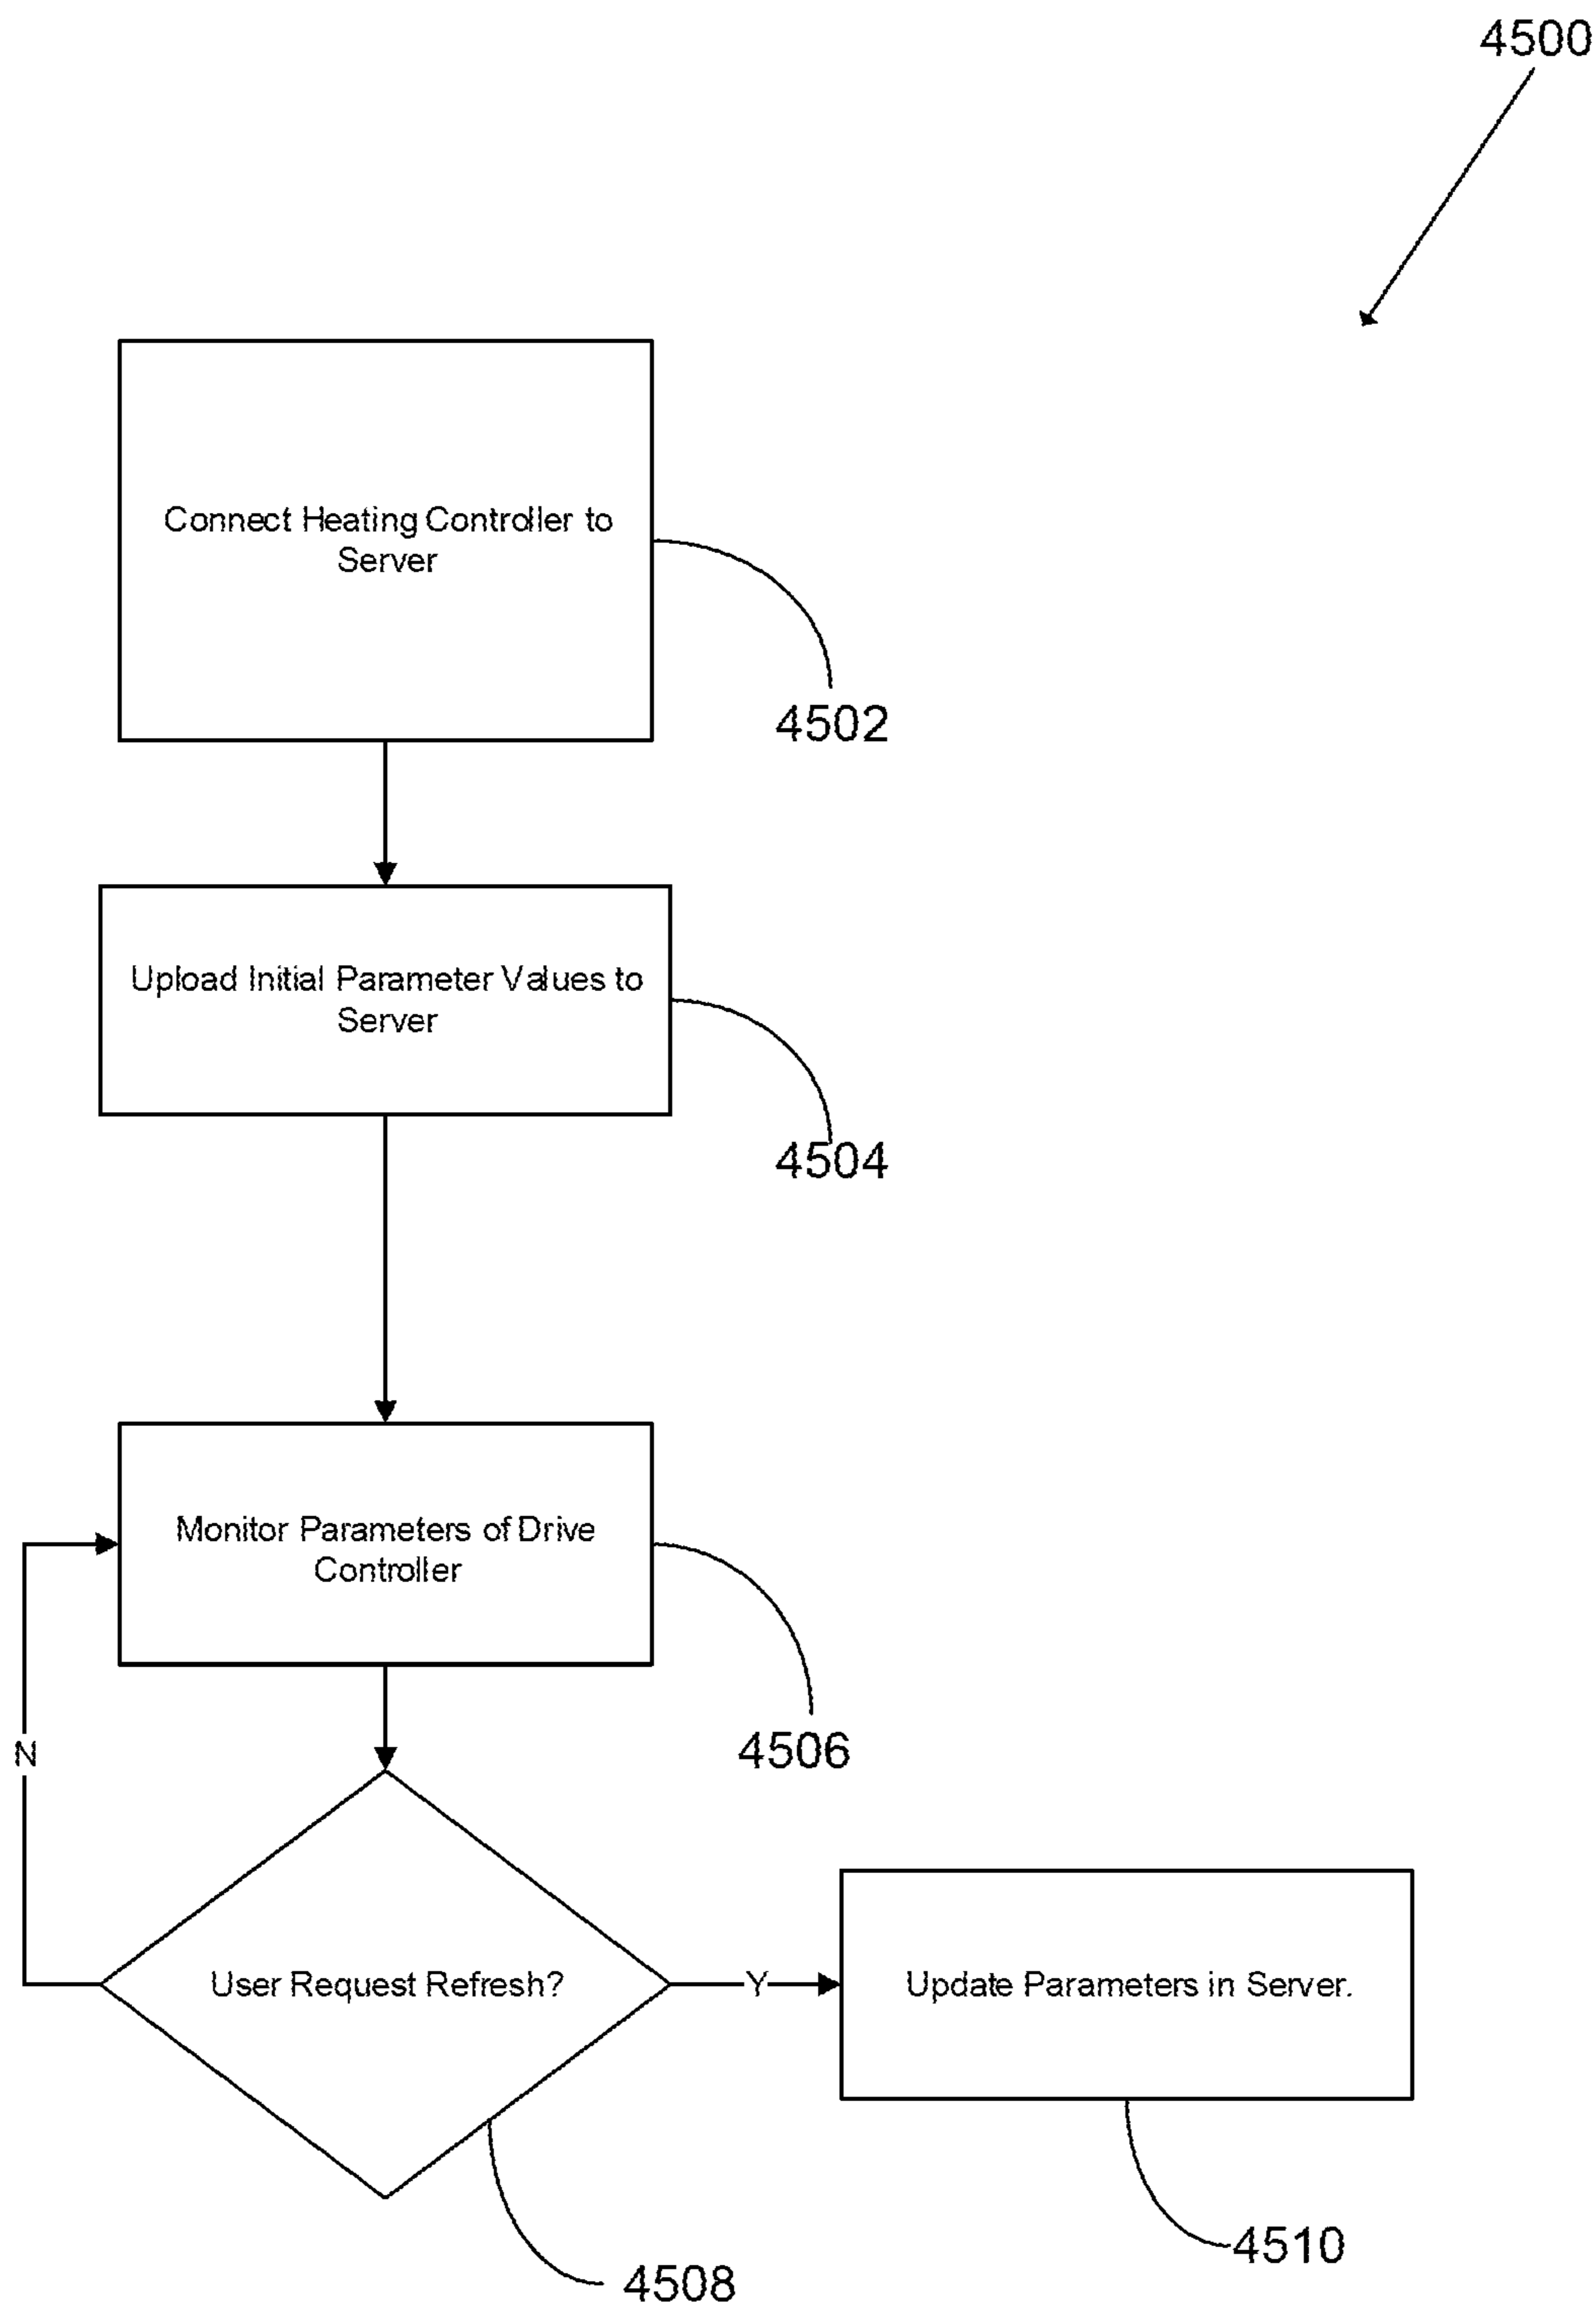 4500
Connect Heating Controller to
Server
4502
Upload Initial Parameter Values to
Server
4504
Monitor Parameters of Drive
Controller
4506
N
User Request Refresh?
Y
Update Parameters in Server.
4510
4508